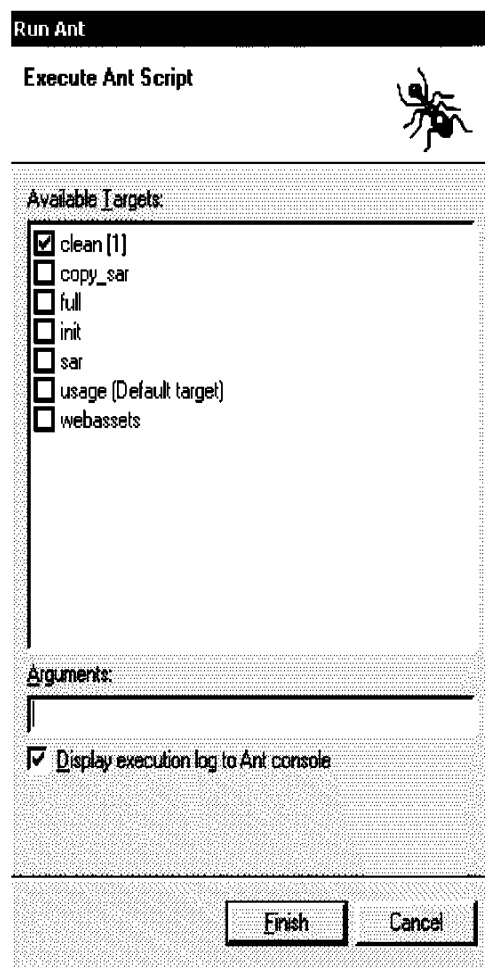 Run Ant
Execute Ant Script
Available Targets:
clean [1]
copy_sar
full
init
sar
usage (Default target)
webassets
Arguments:
Display execution log to Ant console
Finish Cancel